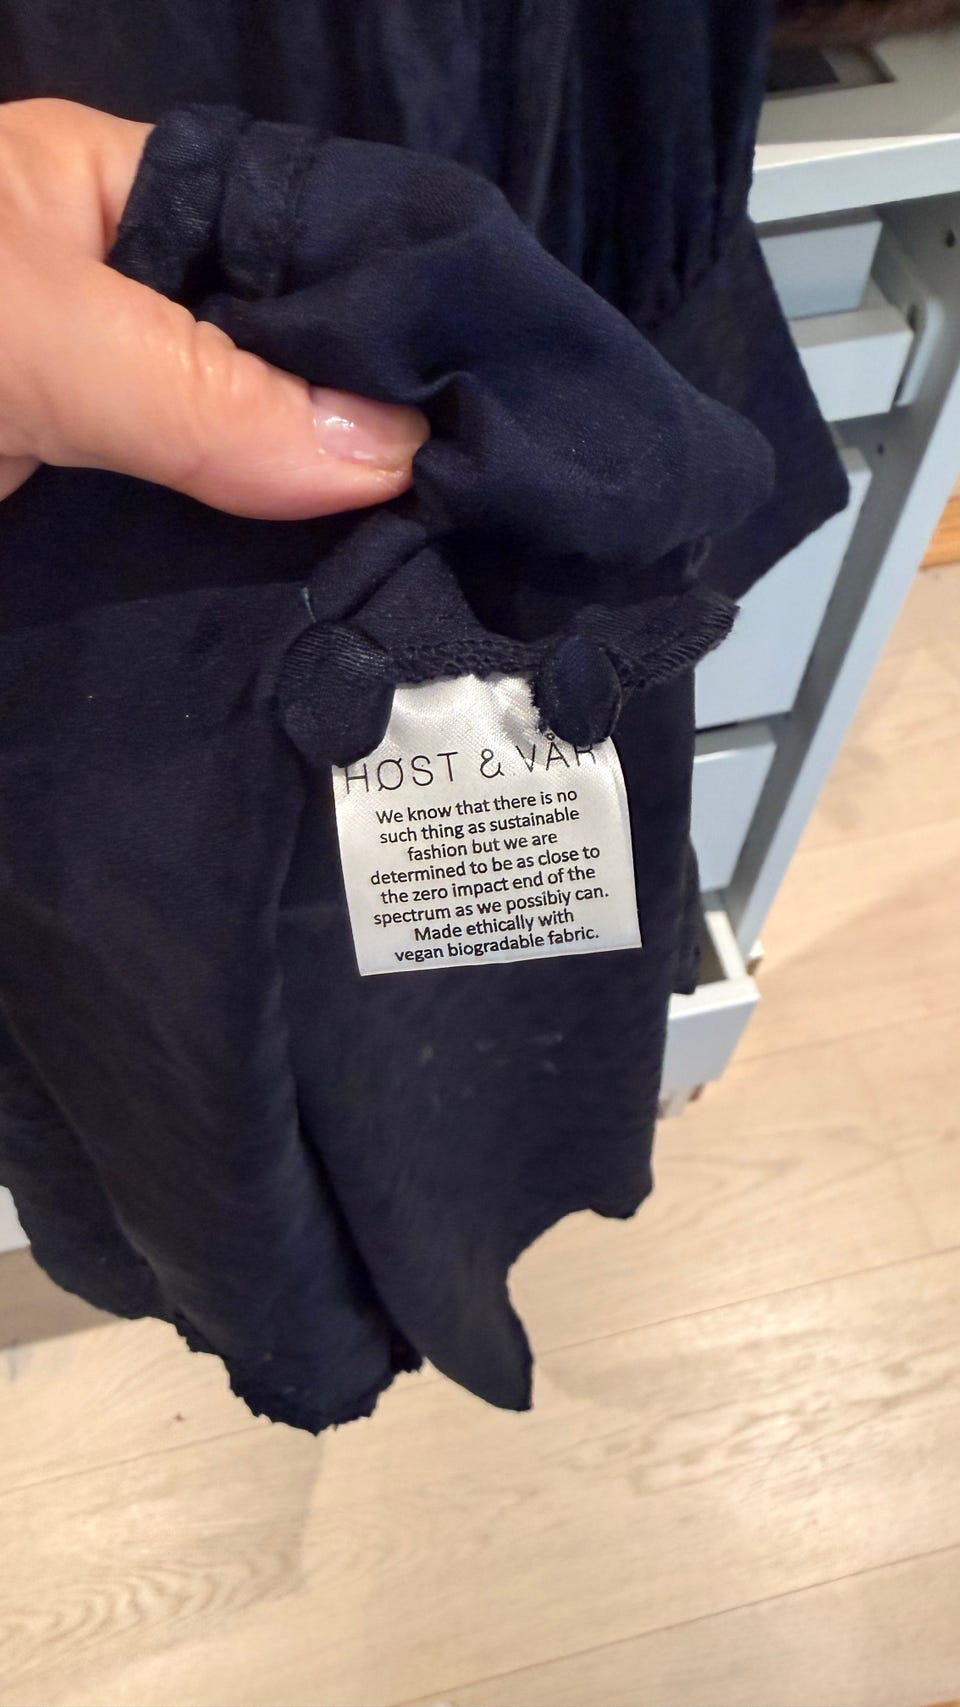 HØST & VÅR
We know that there is no
such thing as sustainable
fashion but we are
determined to be as close to
the zero impact end of the
spectrum as we possibiy can.
Made ethically with
vegan biogradable fabric.